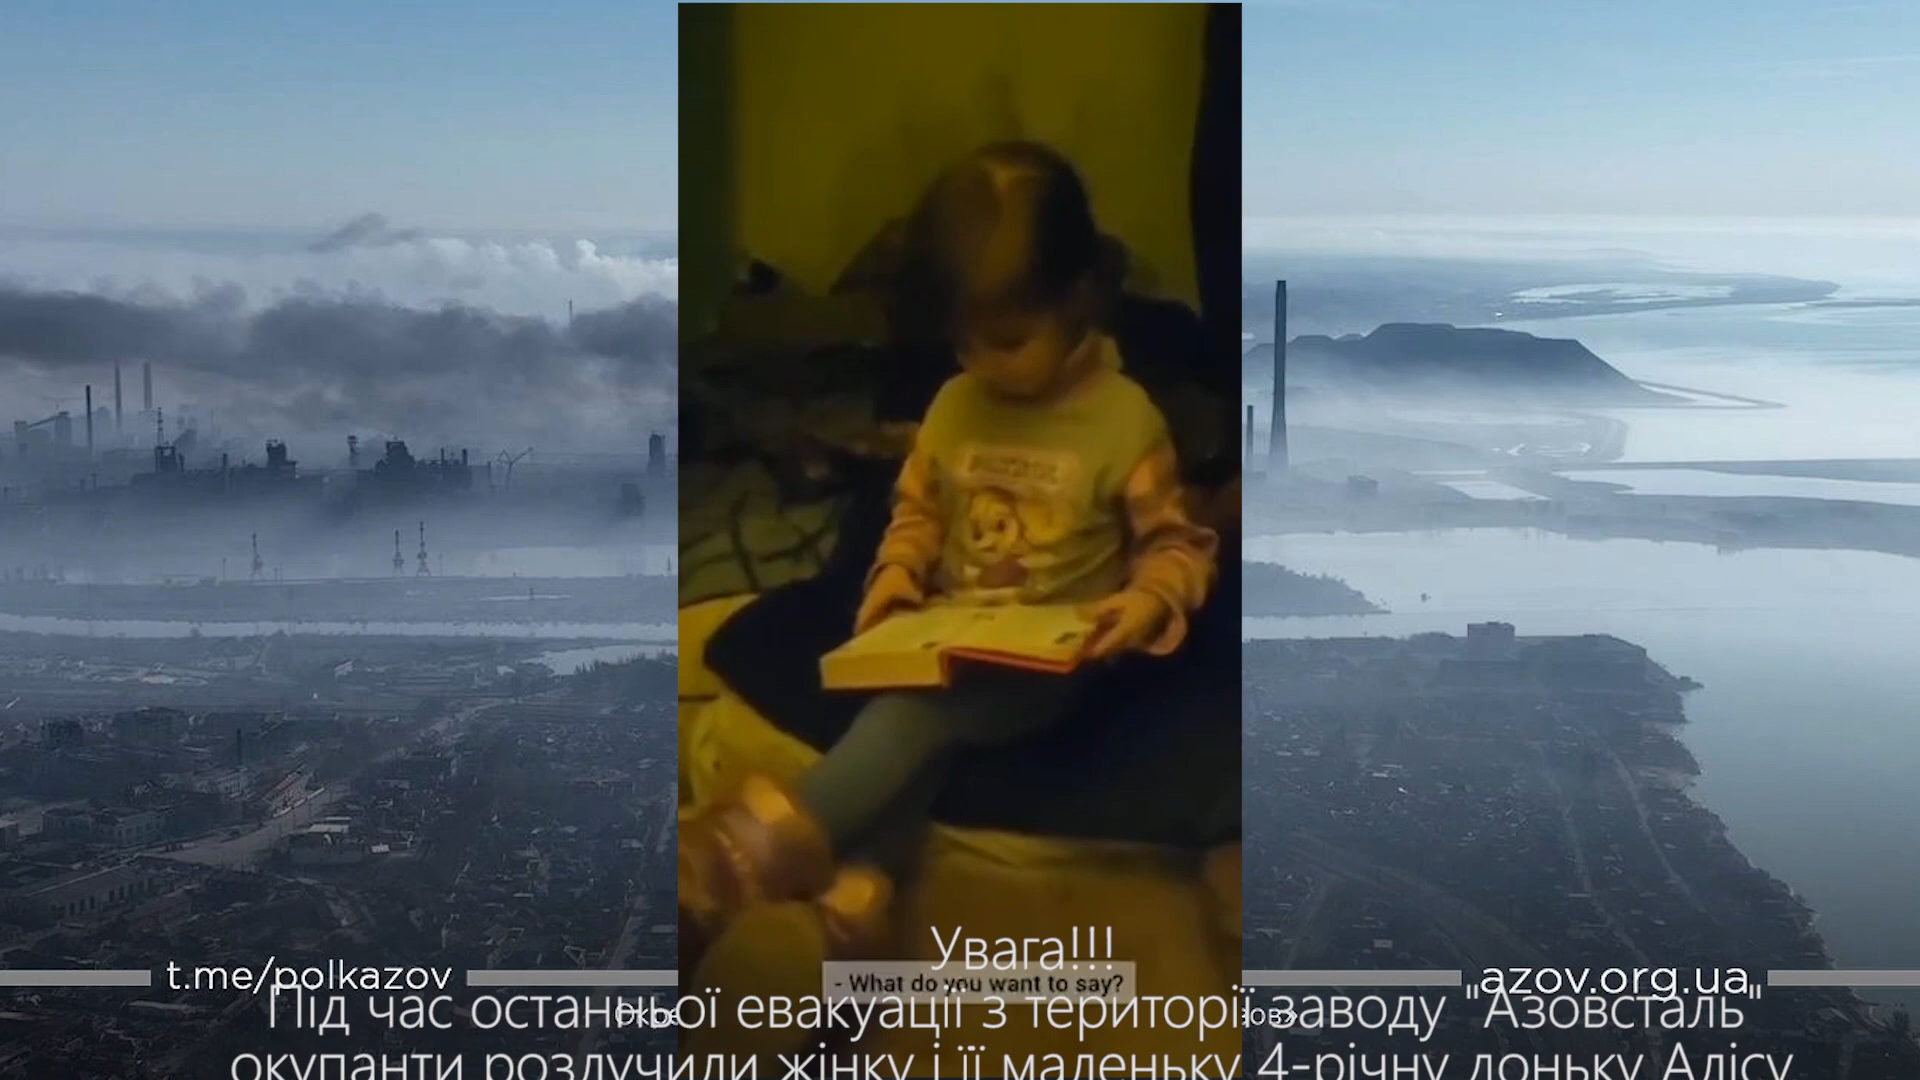 Увага!!!
t.me/polkazov
azov.org.ua
- What do you want to say?
Під час останньої евакуації з території заводу "Азовсталь"
окупанти розлучили жінку і її маленьку 4-річну доньку Алісу